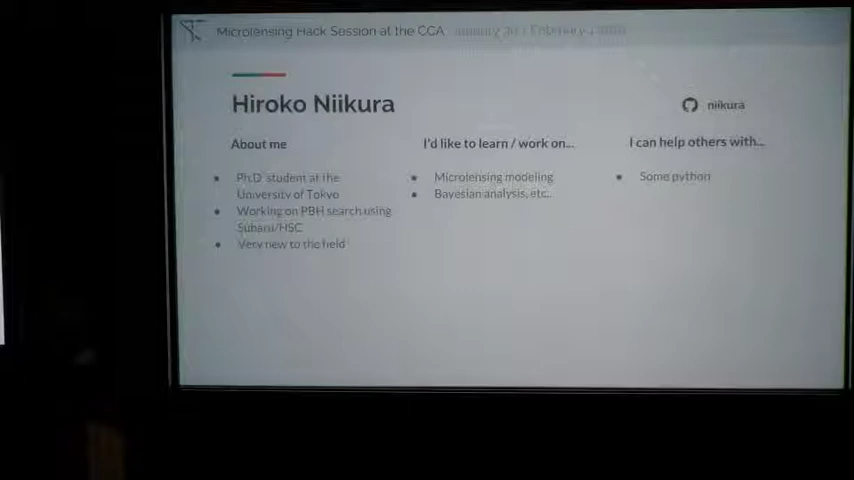 Microlensing Hack Session at the CCA
Hiroko Niikura
niikura
About me
I'd like to learn / work on...
I can help others with...
Ph.D. student at the
University of Tokyo
Working on PBH search using
Subaru/HSC
Very new to the field
Microlensing modeling
Bayesian analysis, etc..
Some python